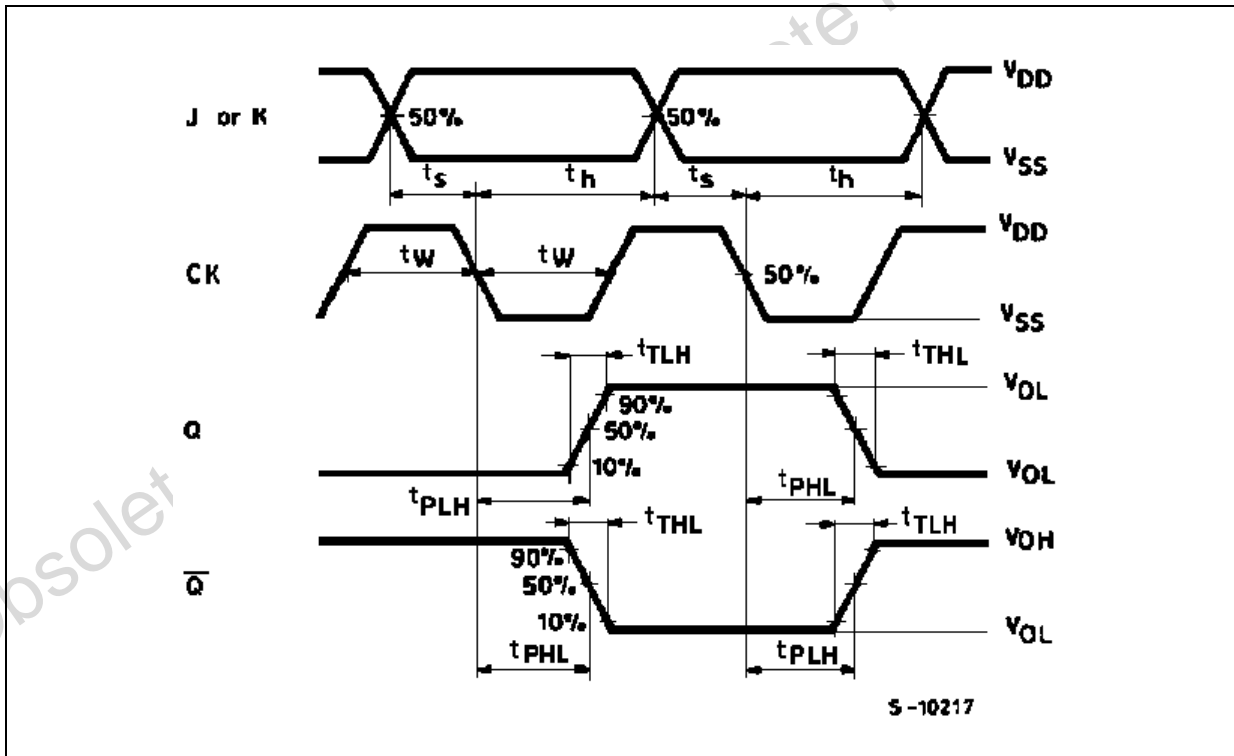 VDD
J or K
50%
50%
VSS
ts
th
ts
th
VDD
tW
tW
CK
50%
VSS
tTLH
tTHL
VOL
90%
Q
50%
10%
VOL
tPLH
tPHL
tTHL
tTLH
VOH
90%
Q̅
50%
10%
VOL
tPHL
tPLH
S-10217